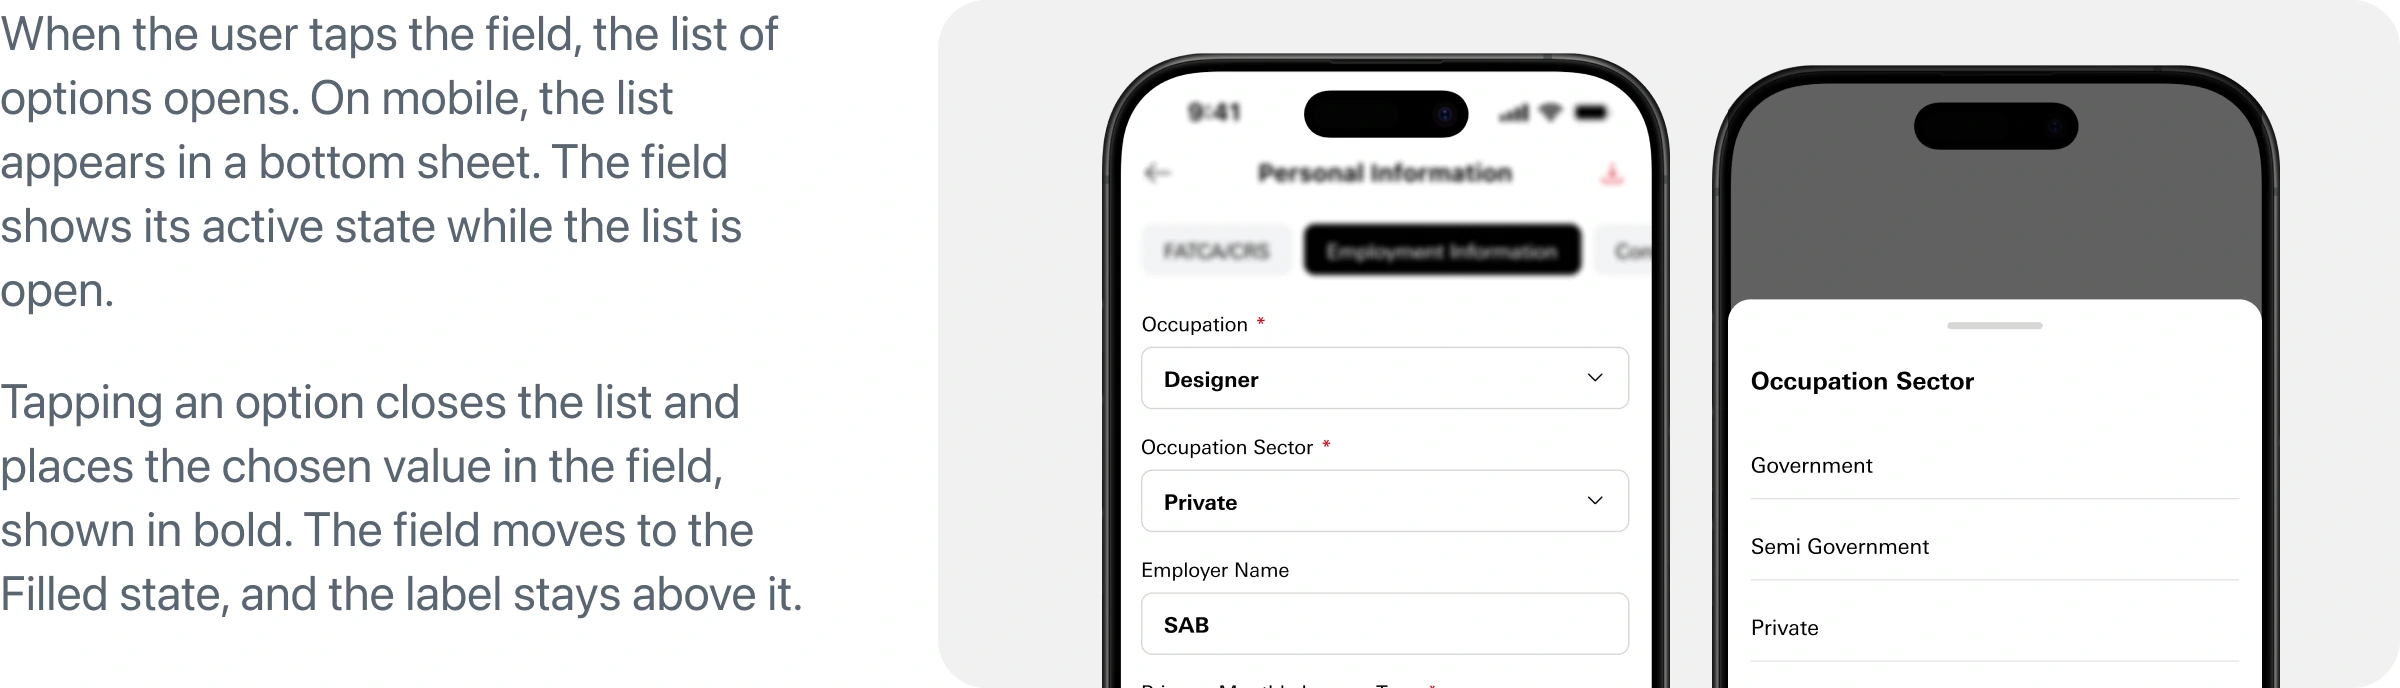 When the user taps the field, the list of
options opens. On mobile, the list
appears in a bottom sheet. The field
shows its active state while the list is
open.
Tapping an option closes the list and
places the chosen value in the field,
shown in bold. The field moves to the
Filled state, and the label stays above it.
9:41
Personal Information
FATCA/CRS
Employment Information
Occupation *
Designer
Occupation Sector *
Private
Employer Name
SAB
Occupation Sector
Government
Semi Government
Private